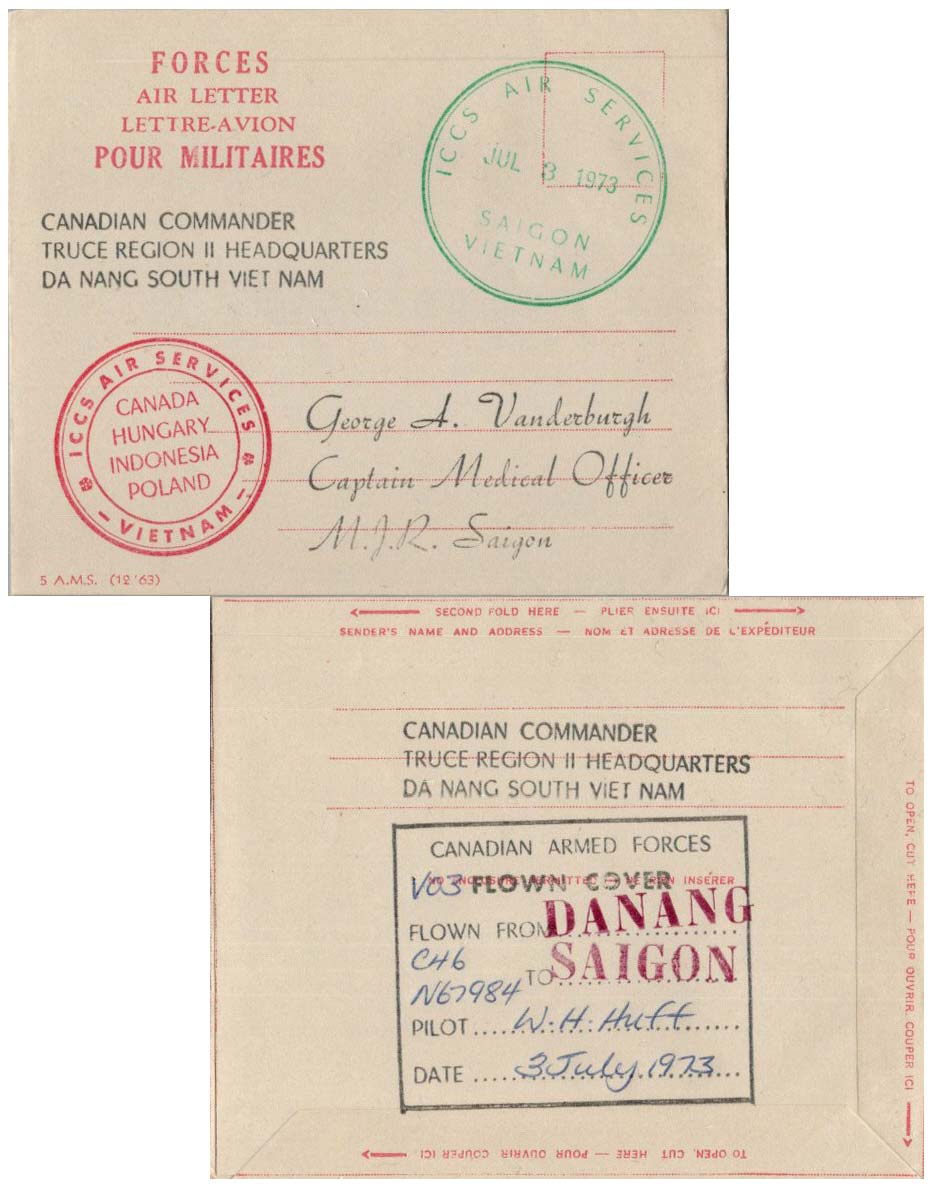 FORCES
AIR LETTER
LETTRE-AVION
POUR MILITAIRES
ICCS AIR SERVICES
JUL 3 1973
SAIGON
VIETNAM
CANADIAN COMMANDER
TRUCE REGION II HEADQUARTERS
DA NANG SOUTH VIET NAM
ICCS AIR SERVICES
CANADA
HUNGARY
INDONESIA
POLAND
- VIETNAM -
George A. Vanderburgh
Captain Medical Officer
M.J.R. Saigon
5 A.M.S. (12 '63)
SECOND FOLD HERE — PLIER ENSUITE ICI
SENDER'S NAME AND ADDRESS — NOM ET ADRESSE DE L'EXPÉDITEUR
CANADIAN COMMANDER
TRUCE REGION II HEADQUARTERS
DA NANG SOUTH VIET NAM
CANADIAN ARMED FORCES
NO ENCLOSURE PERMITTED INSÉRER
V03 FLOWN COVER
FLOWN FROM DANANG
CH6
N67984 TO SAIGON
PILOT .... W.H. Huff
DATE ..... 3 July 1973
TO OPEN, CUT HERE — POUR OUVRIR, COUPER ICI
TO OPEN, CUT HERE — POUR OUVRIR COUPER ICI